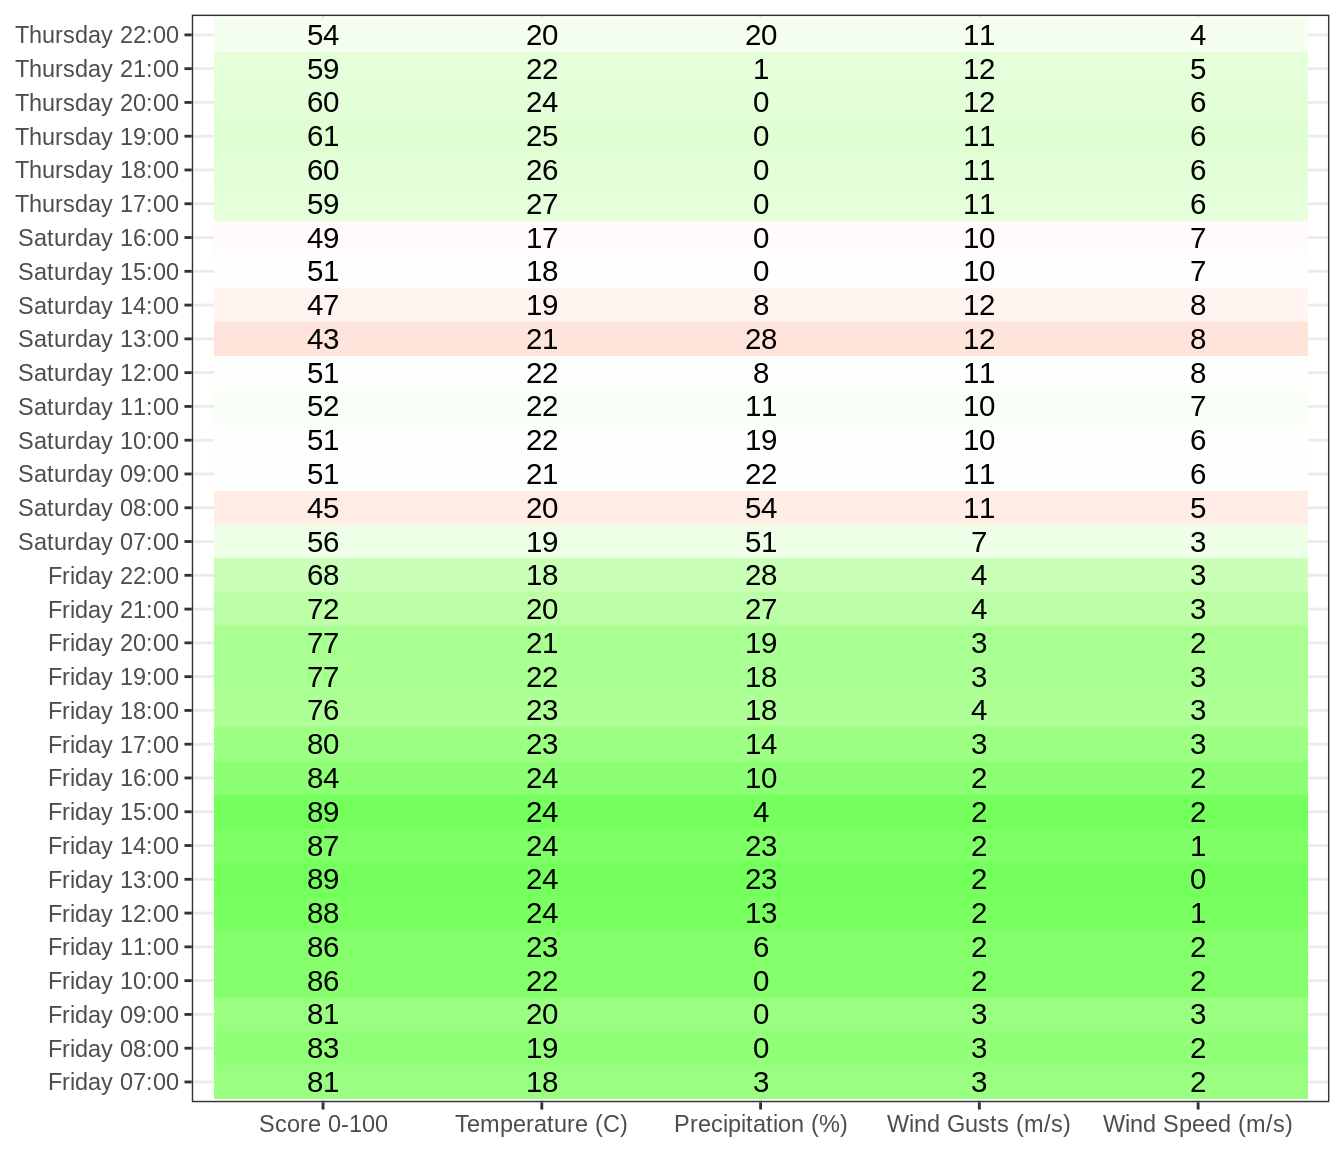 Thursday 22:00 54 20 20 11 4
Thursday 21:00 59 22 1 12 5
Thursday 20:00 60 24 0 12 6
Thursday 19:00 61 25 0 11 6
Thursday 18:00 60 26 0 11 6
Thursday 17:00 59 27 0 11 6
Saturday 16:00 49 17 0 10 7
Saturday 15:00 51 18 0 10 7
Saturday 14:00 47 19 8 12 8
Saturday 13:00 43 21 28 12 8
Saturday 12:00 51 22 8 11 8
Saturday 11:00 52 22 11 10 7
Saturday 10:00 51 22 19 10 6
Saturday 09:00 51 21 22 11 6
Saturday 08:00 45 20 54 11 5
Saturday 07:00 56 19 51 7 3
Friday 22:00 68 18 28 4 3
Friday 21:00 72 20 27 4 3
Friday 20:00 77 21 19 3 2
Friday 19:00 77 22 18 3 3
Friday 18:00 76 23 18 4 3
Friday 17:00 80 23 14 3 3
Friday 16:00 84 24 10 2 2
Friday 15:00 89 24 4 2 2
Friday 14:00 87 24 23 2 1
Friday 13:00 89 24 23 2 0
Friday 12:00 88 24 13 2 1
Friday 11:00 86 23 6 2 2
Friday 10:00 86 22 0 2 2
Friday 09:00 81 20 0 3 3
Friday 08:00 83 19 0 3 2
Friday 07:00 81 18 3 3 2
Score 0-100 Temperature (C) Precipitation (%) Wind Gusts (m/s) Wind Speed (m/s)